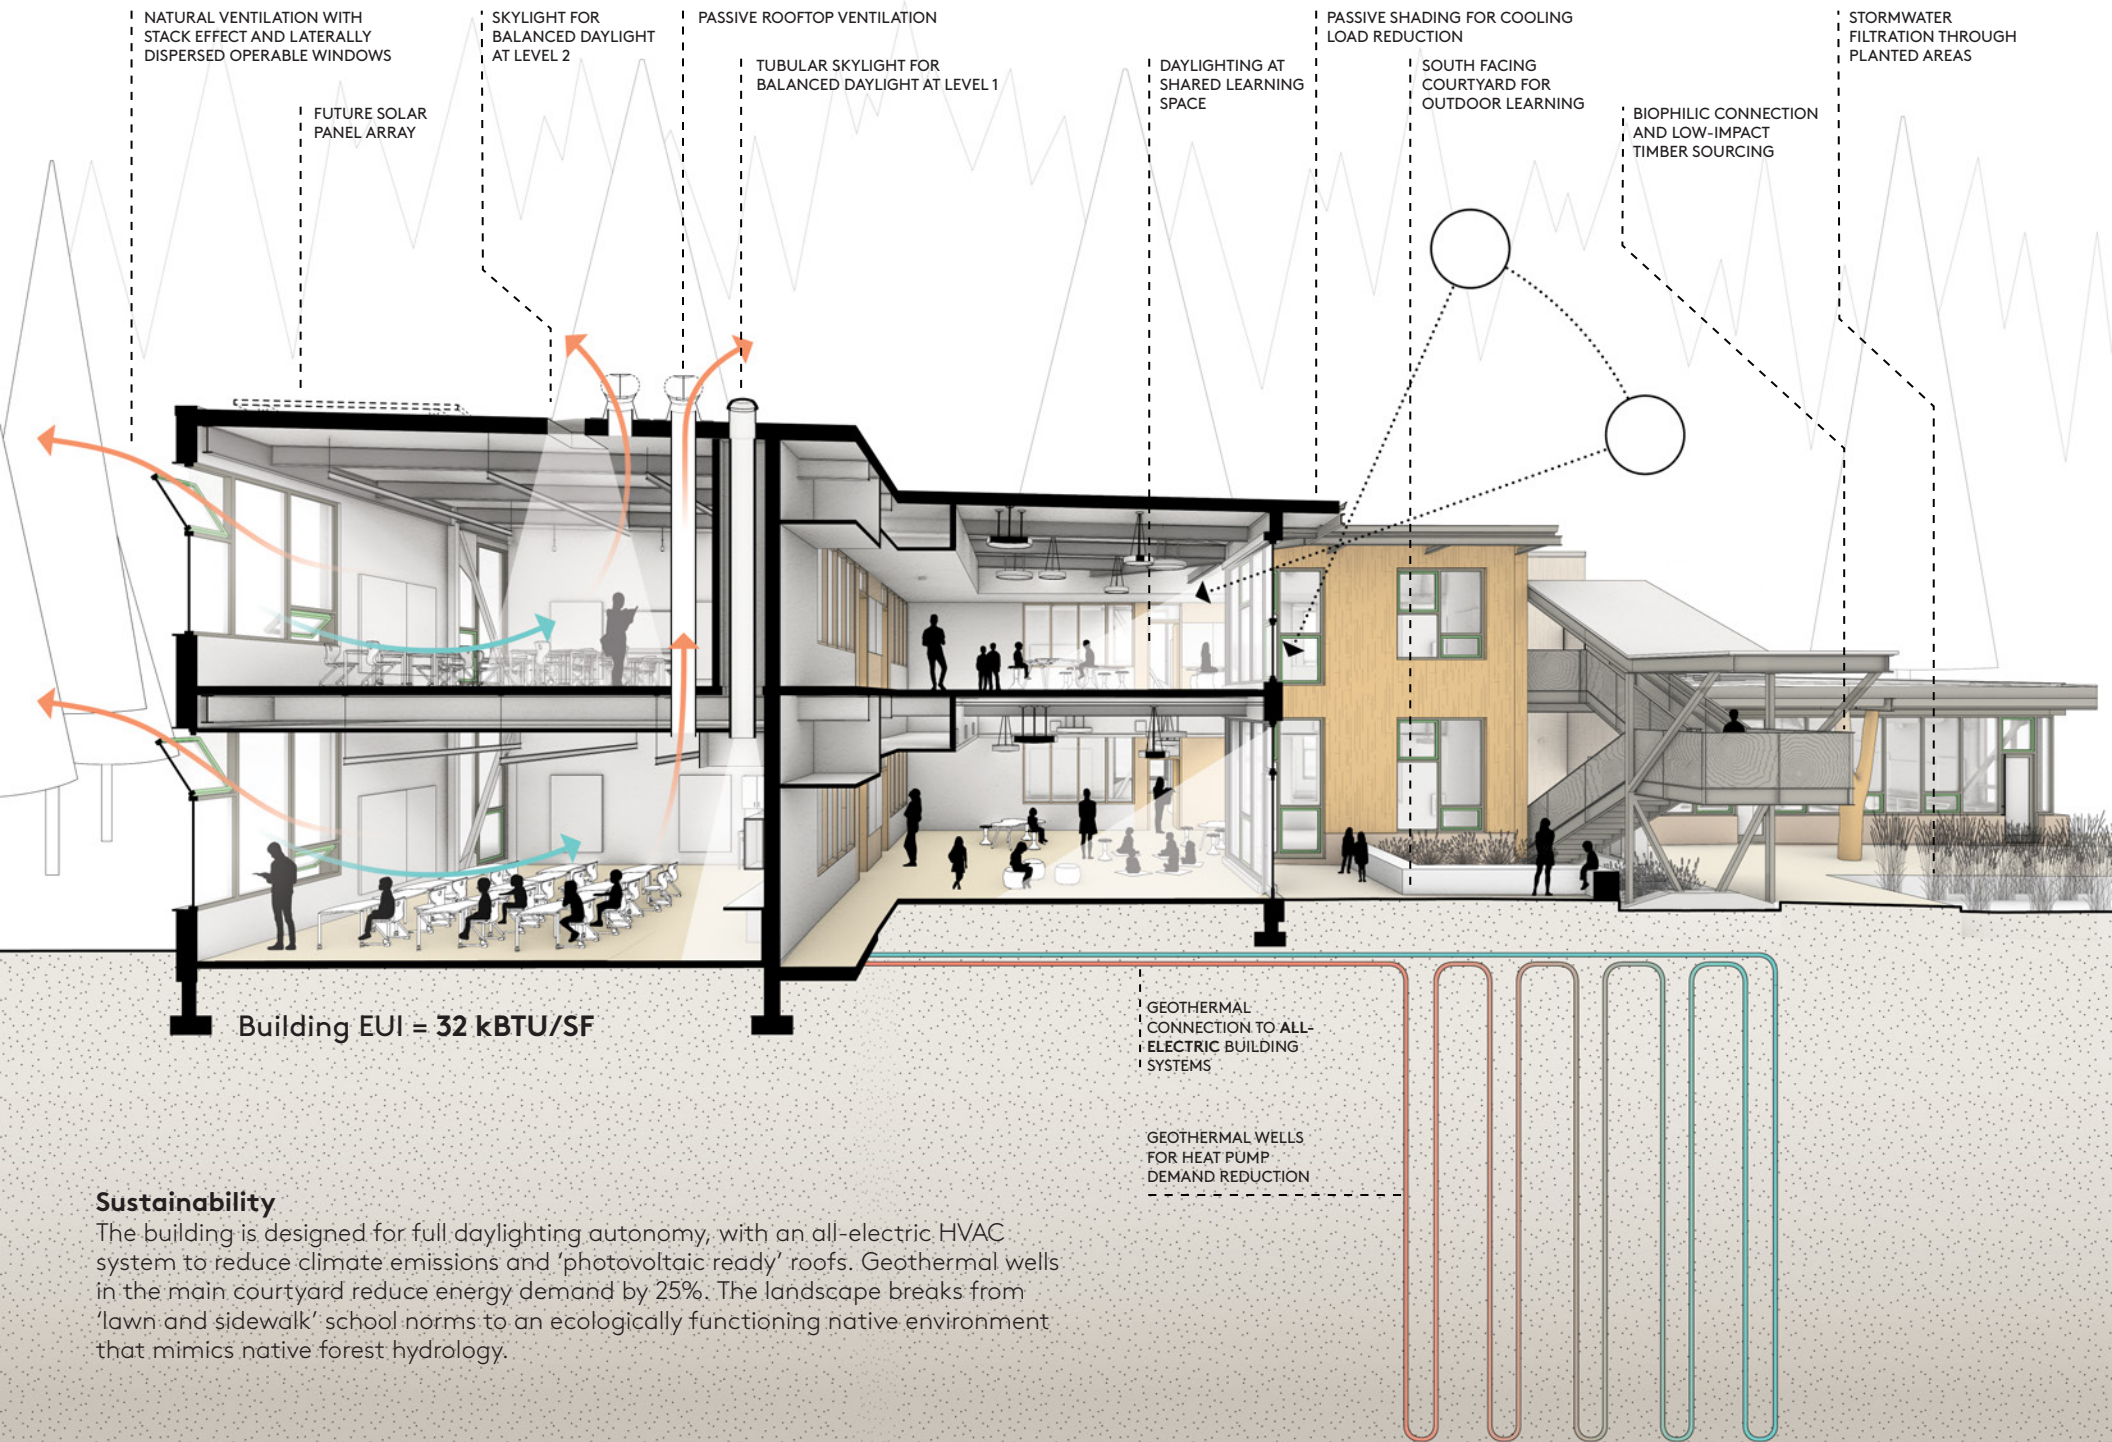 NATURAL VENTILATION WITH
STACK EFFECT AND LATERALLY
DISPERSED OPERABLE WINDOWS
FUTURE SOLAR
PANEL ARRAY
SKYLIGHT FOR
BALANCED DAYLIGHT
AT LEVEL 2
PASSIVE ROOFTOP VENTILATION
TUBULAR SKYLIGHT FOR
BALANCED DAYLIGHT AT LEVEL 1
DAYLIGHTING AT
SHARED LEARNING
SPACE
PASSIVE SHADING FOR COOLING
LOAD REDUCTION
SOUTH FACING
COURTYARD FOR
OUTDOOR LEARNING
BIOPHILIC CONNECTION
AND LOW-IMPACT
TIMBER SOURCING
STORMWATER
FILTRATION THROUGH
PLANTED AREAS
Building EUI = 32 kBTU/SF
GEOTHERMAL
CONNECTION TO ALL-
ELECTRIC BUILDING
SYSTEMS
GEOTHERMAL WELLS
FOR HEAT PUMP
DEMAND REDUCTION
Sustainability
The building is designed for full daylighting autonomy, with an all-electric HVAC
system to reduce climate emissions and ‘photovoltaic ready’ roofs. Geothermal wells
in the main courtyard reduce energy demand by 25%. The landscape breaks from
‘lawn and sidewalk’ school norms to an ecologically functioning native environment
that mimics native forest hydrology.